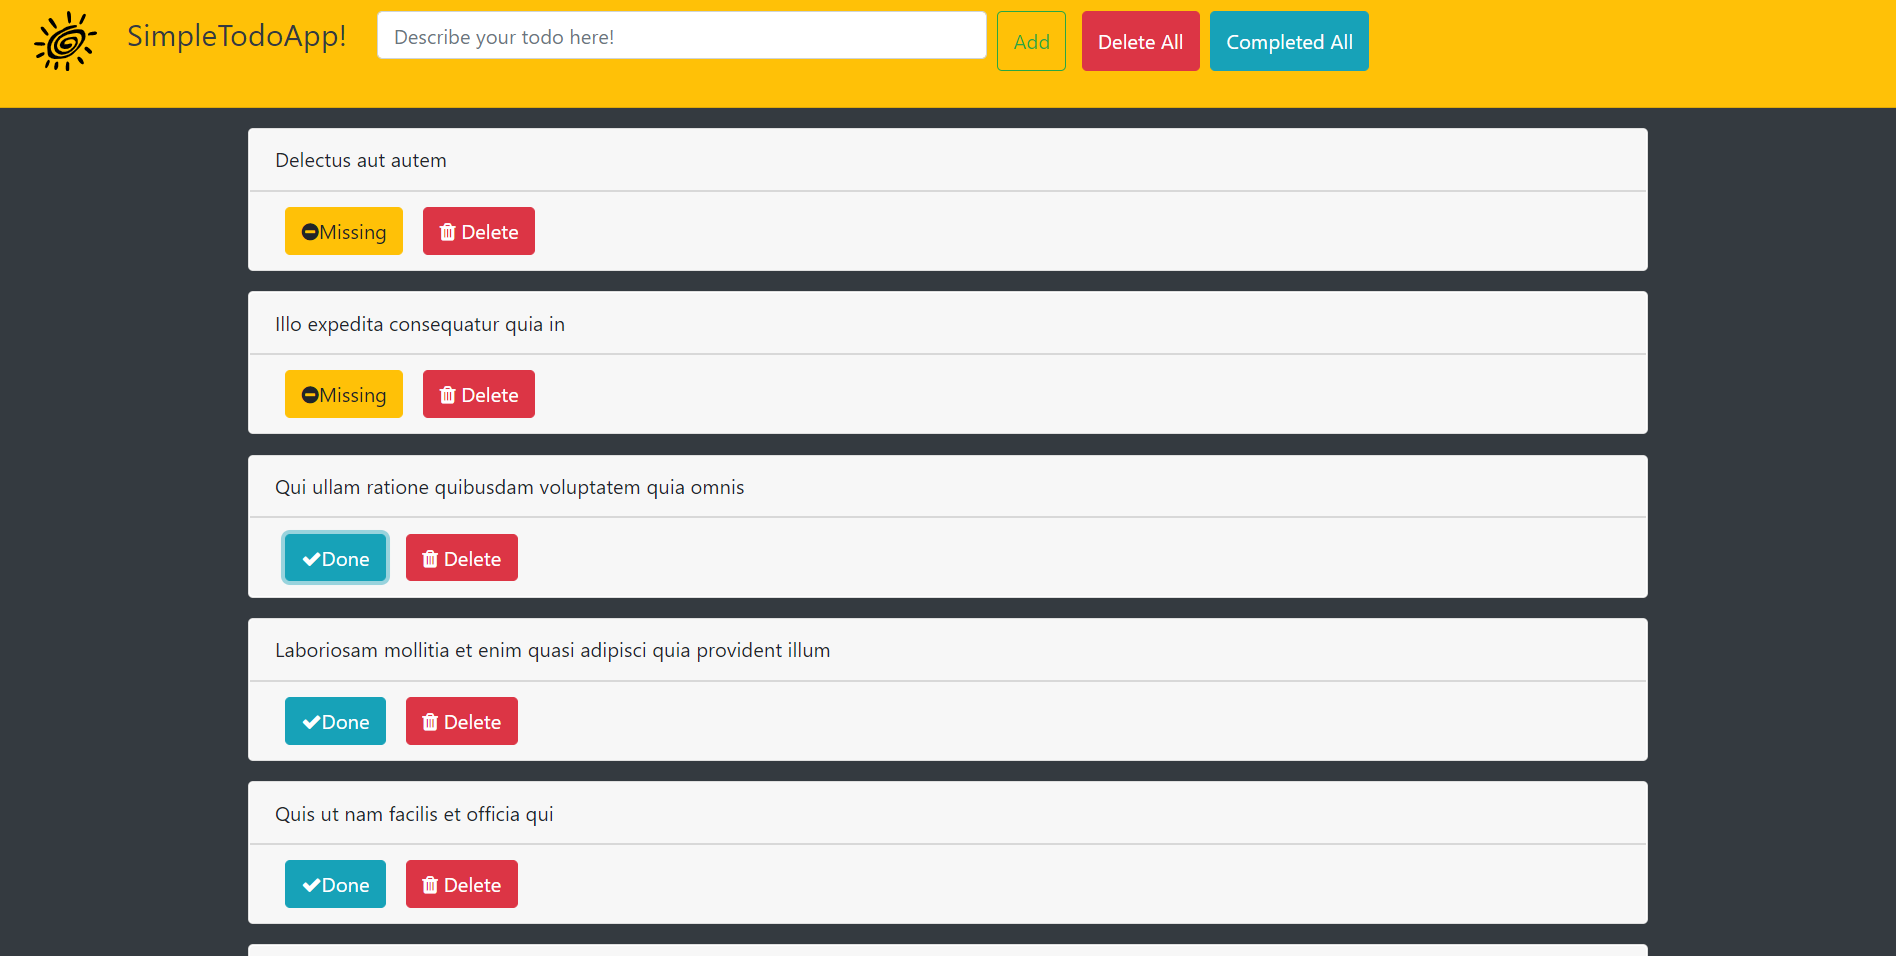 SimpleTodoApp!
Describe your todo here!
Add
Delete All
Completed All
Delectus aut autem
Missing
Delete
Illo expedita consequatur quia in
Missing
Delete
Qui ullam ratione quibusdam voluptatem quia omnis
Done
Delete
Laboriosam mollitia et enim quasi adipisci quia provident illum
Done
Delete
Quis ut nam facilis et officia qui
Done
Delete